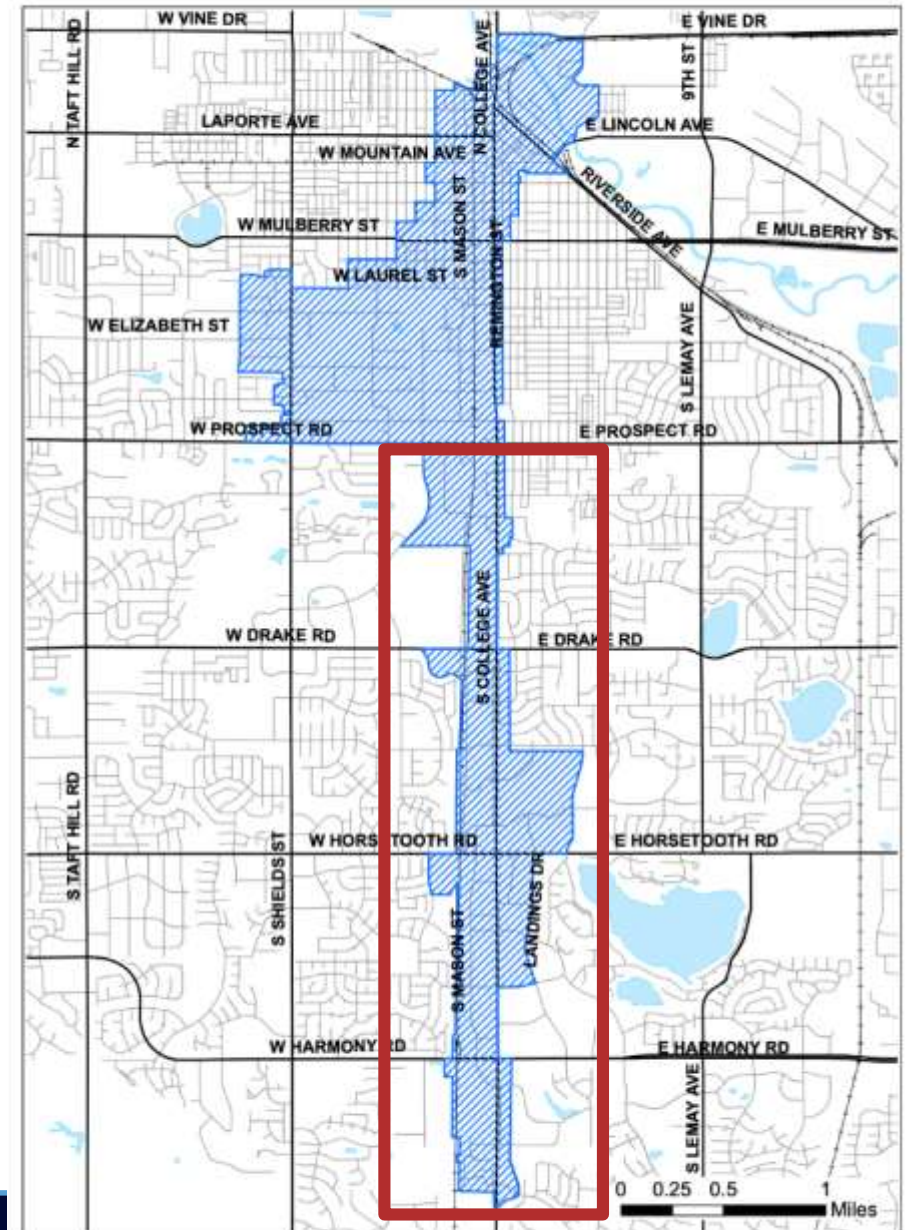 W VINE DR
E VINE DR
N TAFT HILL RD
N COLLEGE AVE
9TH ST
LAPORTE AVE
E LINCOLN AVE
W MOUNTAIN AVE
S MASON ST
RIVERSIDE AVE
W MULBERRY ST
E MULBERRY ST
W LAUREL ST
REMINGTON ST
W ELIZABETH ST
S LEMAY AVE
W PROSPECT RD
E PROSPECT RD
S COLLEGE AVE
W DRAKE RD
E DRAKE RD
S TAFT HILL RD
S SHIELDS ST
W HORSETOOTH RD
E HORSETOOTH RD
LANDINGS DR
S MASON ST
W HARMONY RD
E HARMONY RD
S LEMAY AVE
0 0.25 0.5 1
Miles